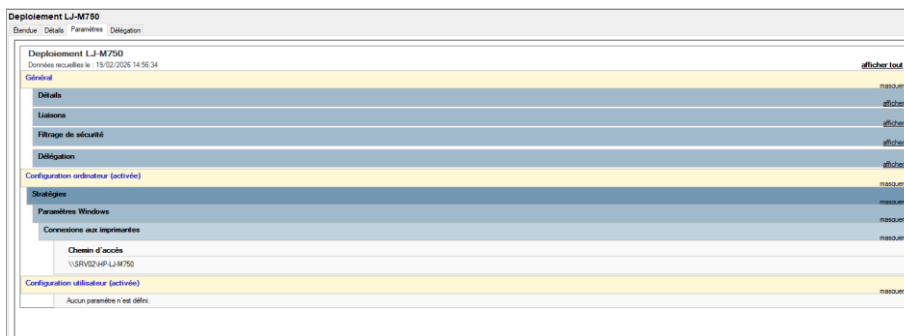 Deploiement LJ-M750
Étendue Détails Paramètres Délégation
Deploiement LJ-M750
Données recueillies le : 19/02/2026 14:56:34 afficher tout
Général masquer
Détails afficher
Liaisons afficher
Filtrage de sécurité afficher
Délégation afficher
Configuration ordinateur (activée) masquer
Stratégies masquer
Paramètres Windows masquer
Connexions aux imprimantes masquer
Chemin d'accès
\\SRV02\HP-LJ-M750
Configuration utilisateur (activée) masquer
Aucun paramètre n'est défini.